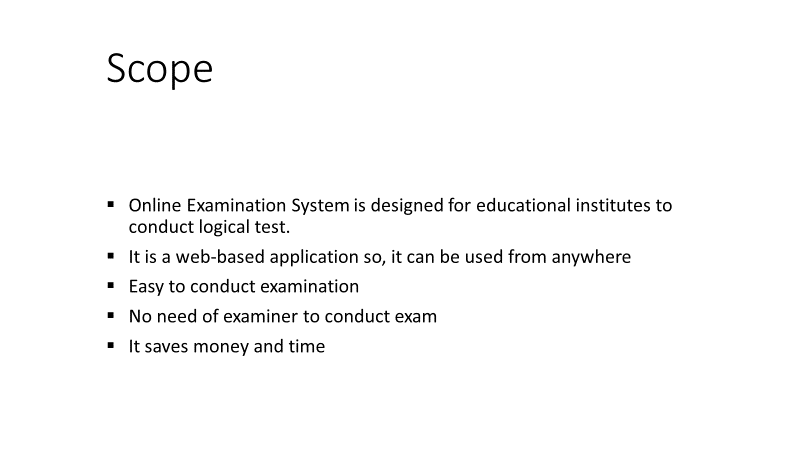 Scope
▪ Online Examination System is designed for educational institutes to
conduct logical test.
▪ It is a web-based application so, it can be used from anywhere
▪ Easy to conduct examination
▪ No need of examiner to conduct exam
▪ It saves money and time